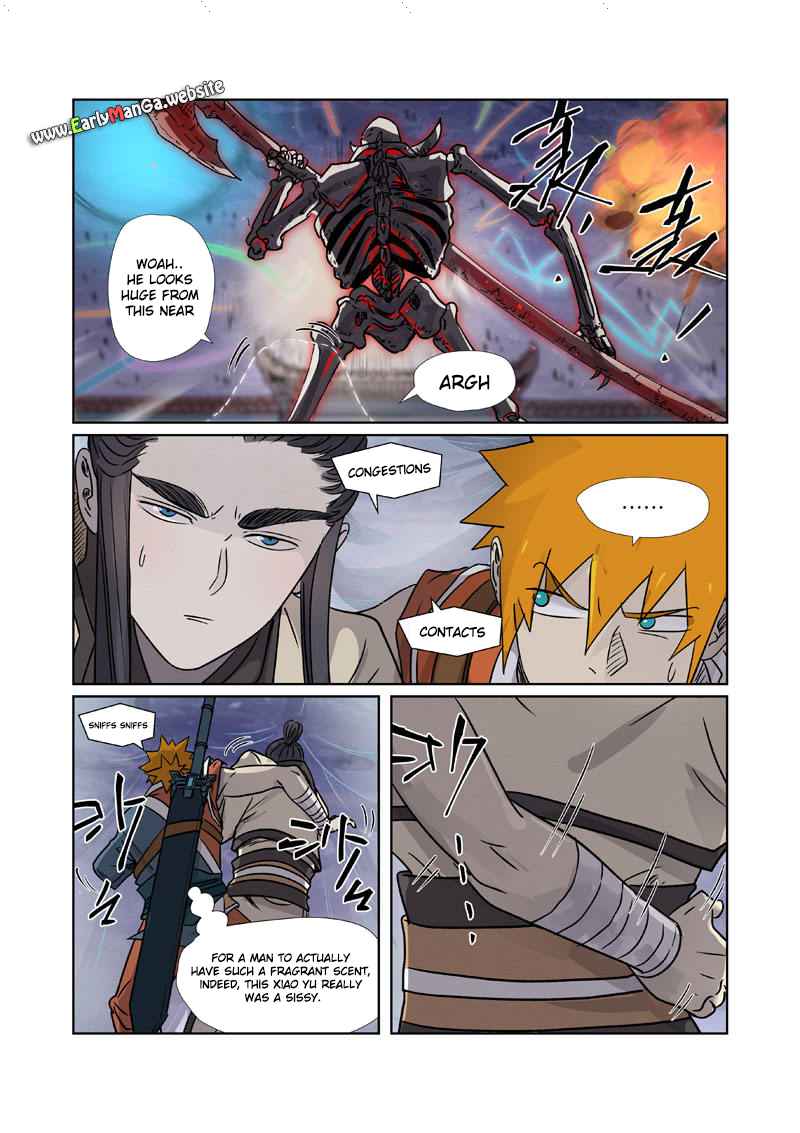 www.EarlyManGa.website
WOAH..
HE LOOKS
HUGE FROM
THIS NEAR
ARGH
CONGESTIONS
......
CONTACTS
SNIFFS SNIFFS
FOR A MAN TO ACTUALLY
HAVE SUCH A FRAGRANT SCENT,
INDEED, THIS XIAO YU REALLY
WAS A SISSY.